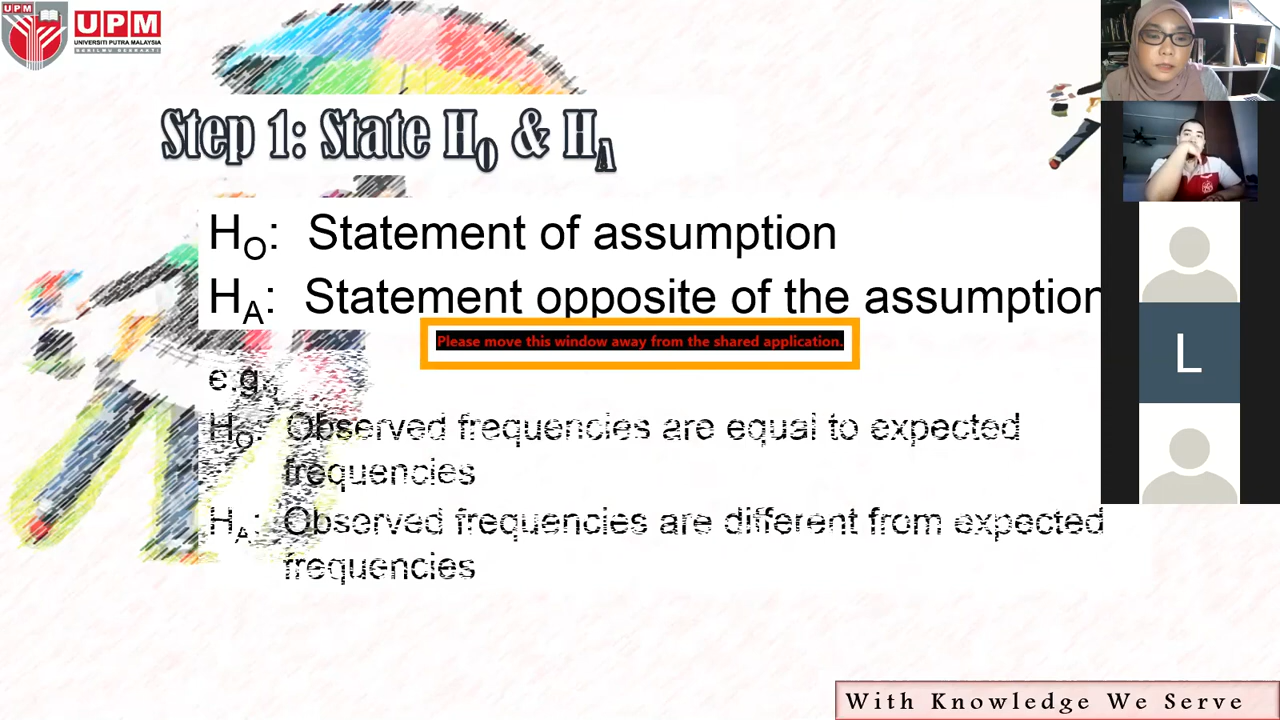 UPM
UPM
UNIVERSITI PUTRA MALAYSIA
BERILMU BERBAKTI
Step 1: State HO & HA
HO: Statement of assumption
HA: Statement opposite of the assumption
Please move this window away from the shared application.
e.g.,
HO: Observed frequencies are equal to expected
frequencies
HA: Observed frequencies are different from expected
frequencies
L
With Knowledge We Serve